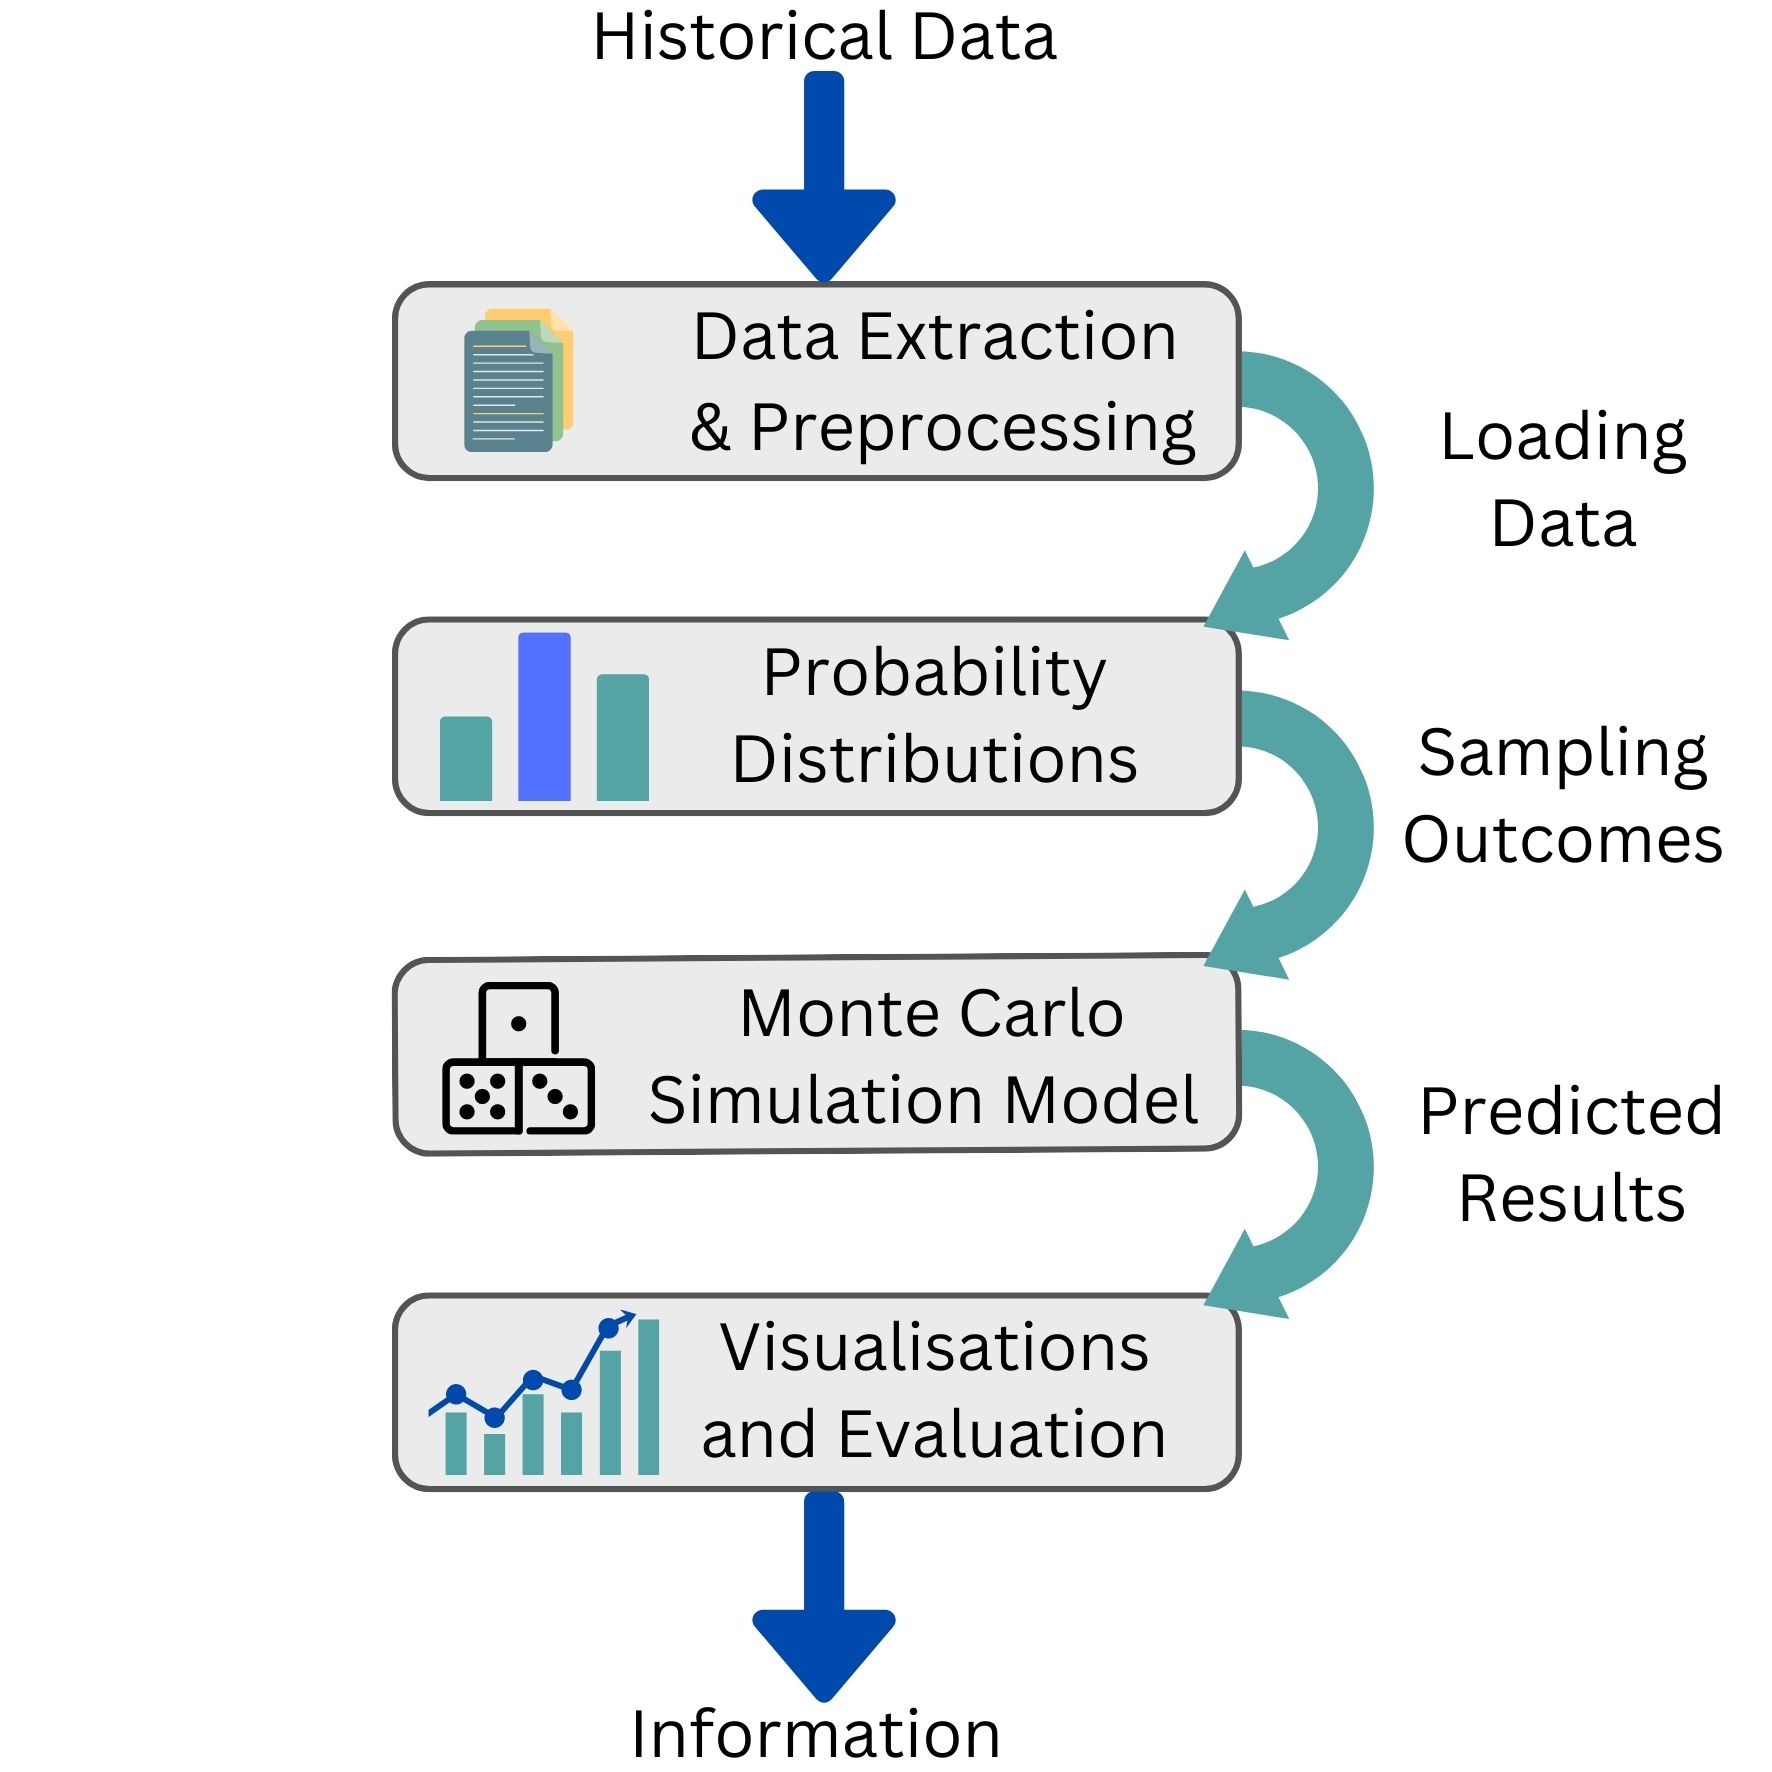 Historical Data
Data Extraction
& Preprocessing
Loading
Data
Probability
Distributions
Sampling
Outcomes
Monte Carlo
Simulation Model
Predicted
Results
Visualisations
and Evaluation
Information